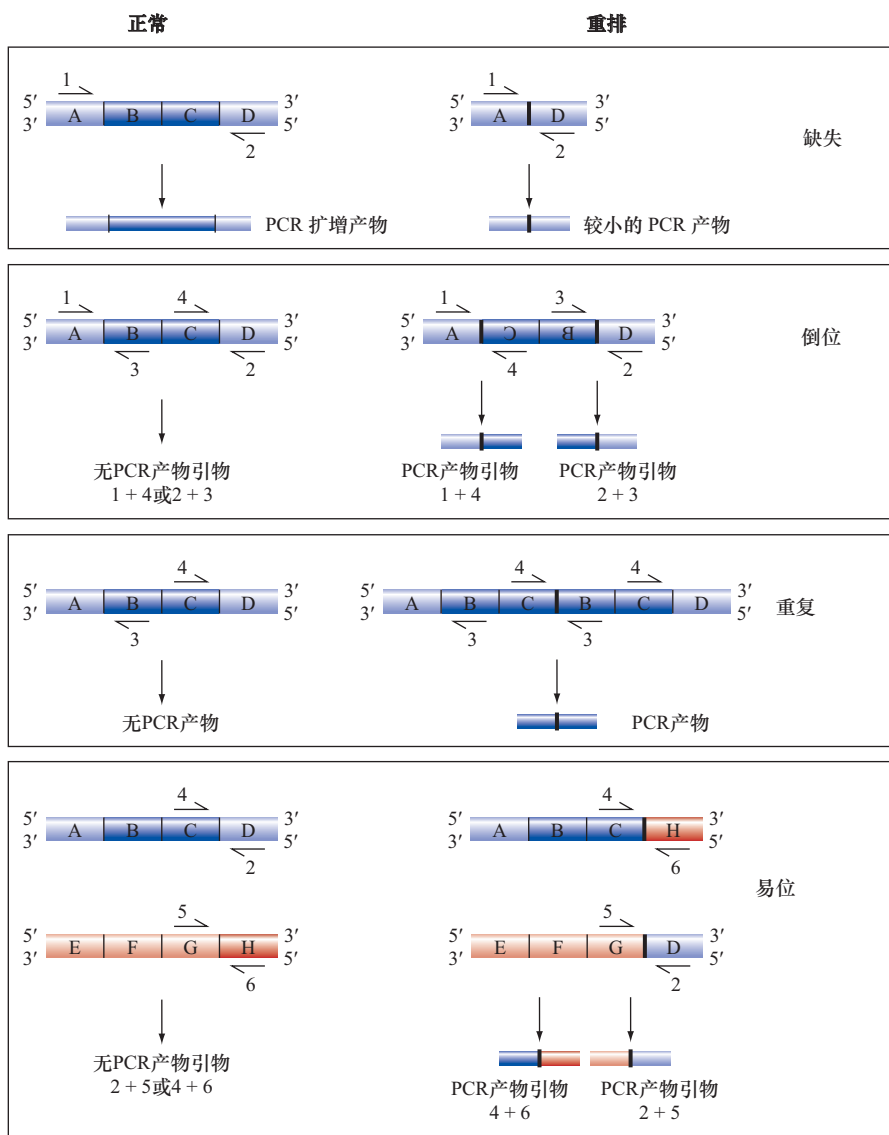 正常 重排
1 1
5′ 3′ 5′ 3′
A B C D A D
3′ 5′ 3′ 5′
2 2
缺失
PCR 扩增产物 较小的 PCR 产物
1 4 1 3
5′ 3′ 5′ 3′
A B C D A C B D
3′ 5′ 3′ 5′
3 2 4 2
倒位
无PCR产物引物 PCR产物引物 PCR产物引物
1 + 4或2 + 3 1 + 4 2 + 3
4 4 4
5′ 3′ 5′ 3′
A B C D A B C B C D
3′ 5′ 3′ 5′
3 3 3
重复
无PCR产物 PCR产物
4 4
5′ 3′ 5′ 3′
A B C D A B C H
3′ 5′ 3′ 5′
2 6
易位
5 5
5′ 3′ 5′ 3′
E F G H E F G D
3′ 5′ 3′ 5′
6 2
无PCR产物引物 PCR产物引物 PCR产物引物
2 + 5或4 + 6 4 + 6 2 + 5